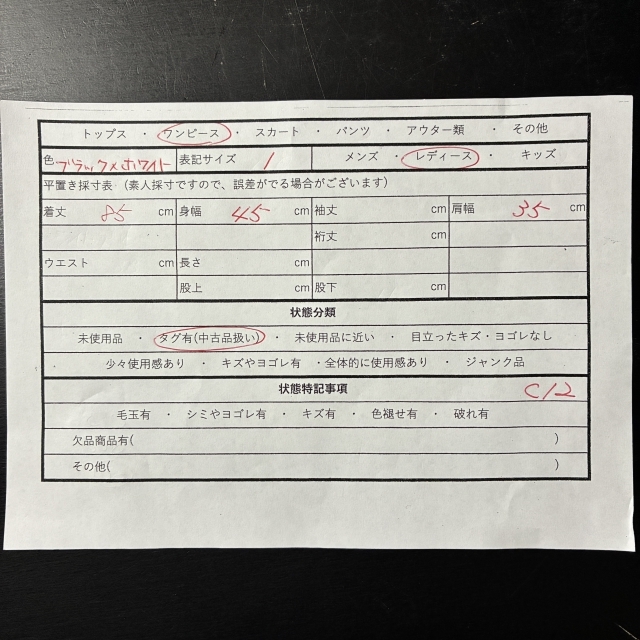 トップス ・ ワンピース ・ スカート ・ パンツ ・ アウター類 ・ その他
色 ブラック×ホワイト 表記サイズ 1 メンズ ・ レディース ・ キッズ
平置き採寸表 (素人採寸ですので、誤差がでる場合がございます)
着丈 85 cm 身幅 45 cm 袖丈 cm 肩幅 35 cm
裄丈 cm
ウエスト cm 長さ cm
股上 cm 股下 cm
状態分類
未使用品 ・ タグ有(中古品扱い) ・ 未使用品に近い ・ 目立ったキズ・ヨゴレなし
少々使用感あり ・ キズやヨゴレ有 ・全体的に使用感あり ・ ジャンク品
状態特記事項 C12
毛玉有 ・ シミやヨゴレ有 ・ キズ有 ・ 色褪せ有 ・ 破れ有
欠品商品有( )
その他( )